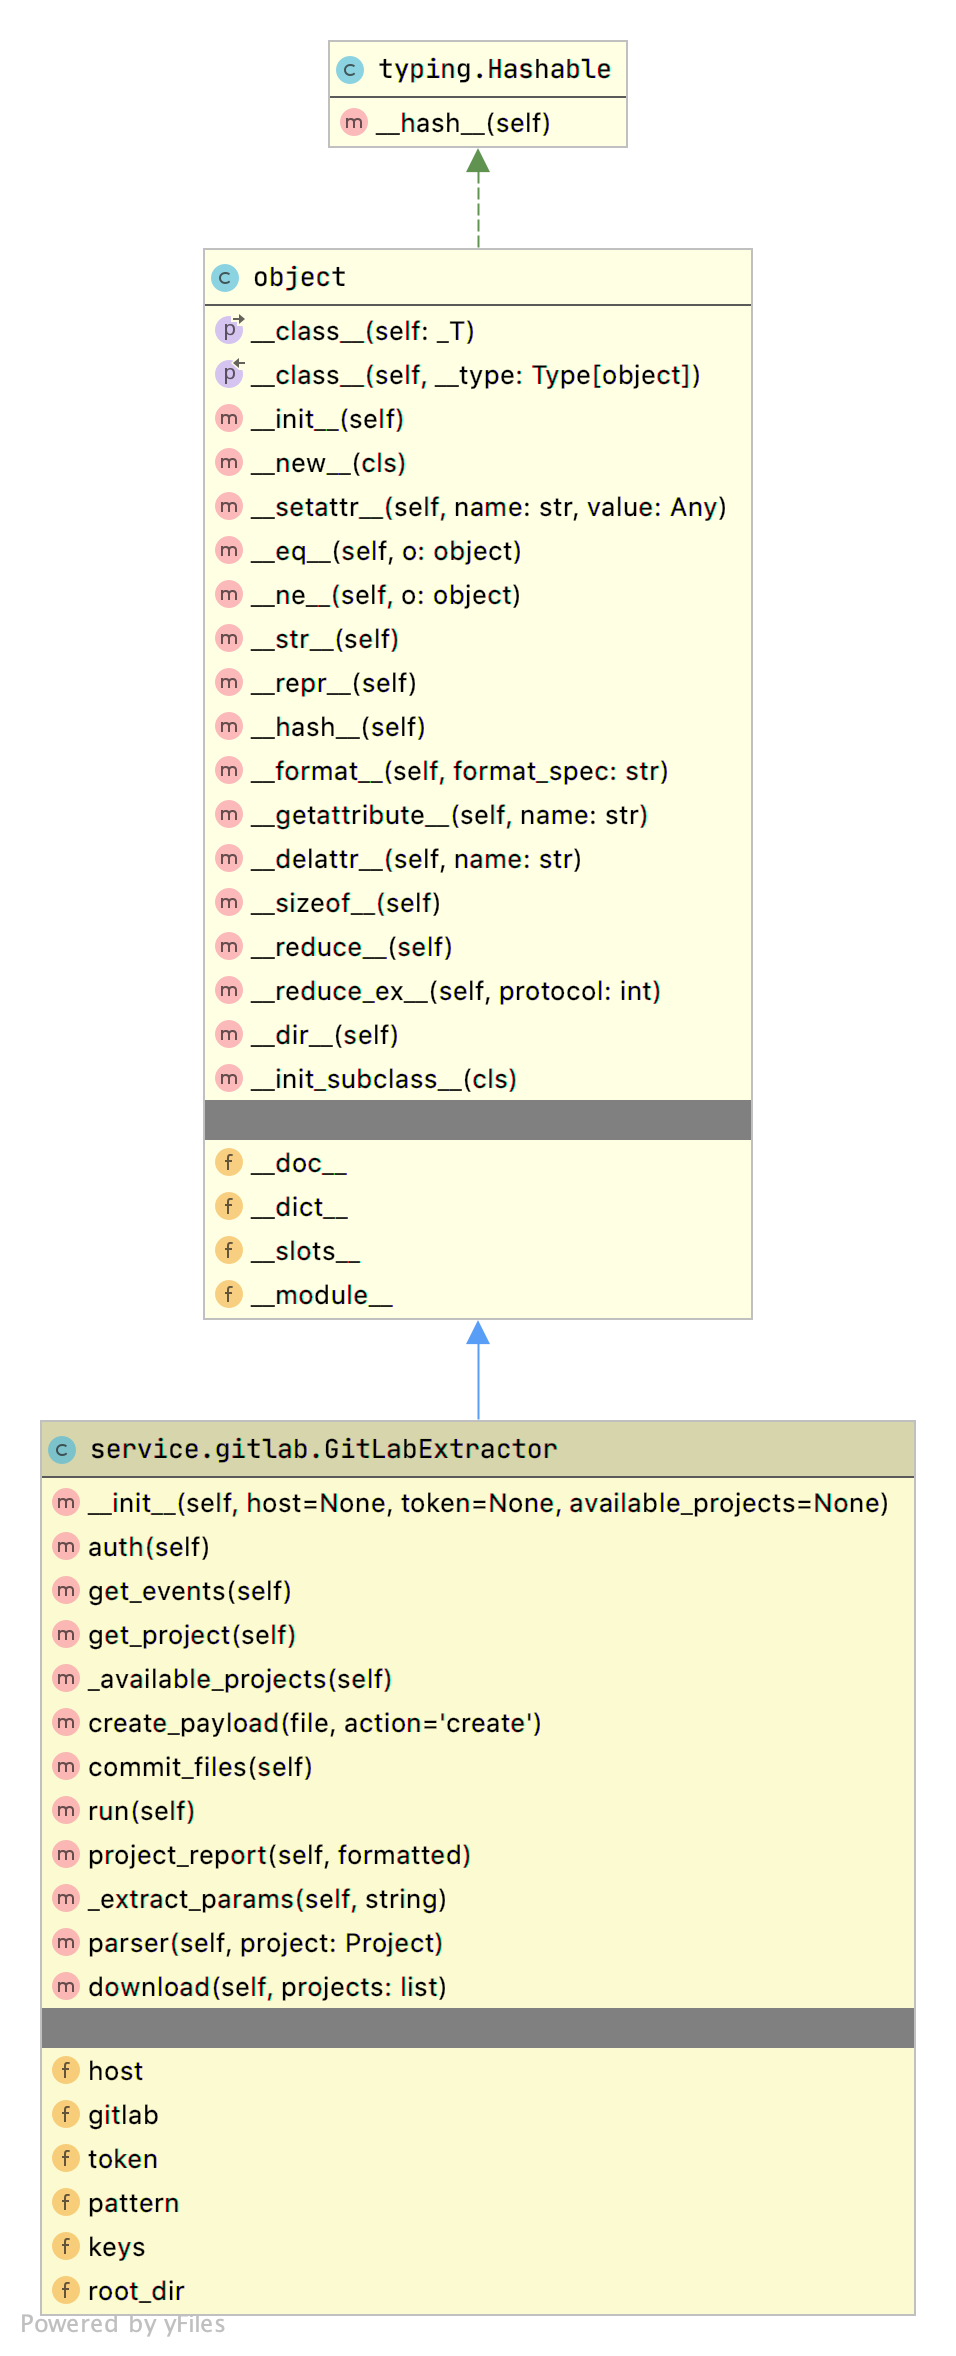 c typing.Hashable
m __hash__(self)
c object
p __class__(self: _T)
p __class__(self, __type: Type[object])
m __init__(self)
m __new__(cls)
m __setattr__(self, name: str, value: Any)
m __eq__(self, o: object)
m __ne__(self, o: object)
m __str__(self)
m __repr__(self)
m __hash__(self)
m __format__(self, format_spec: str)
m __getattribute__(self, name: str)
m __delattr__(self, name: str)
m __sizeof__(self)
m __reduce__(self)
m __reduce_ex__(self, protocol: int)
m __dir__(self)
m __init_subclass__(cls)
f __doc__
f __dict__
f __slots__
f __module__
c service.gitlab.GitLabExtractor
m __init__(self, host=None, token=None, available_projects=None)
m auth(self)
m get_events(self)
m get_project(self)
m _available_projects(self)
m create_payload(file, action='create')
m commit_files(self)
m run(self)
m project_report(self, formatted)
m _extract_params(self, string)
m parser(self, project: Project)
m download(self, projects: list)
f host
f gitlab
f token
f pattern
f keys
f root_dir
Powered by yFiles